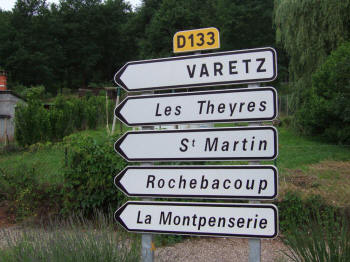 D133
VARETZ
Les Theyres
St Martin
Rochebacoup
La Montpenserie